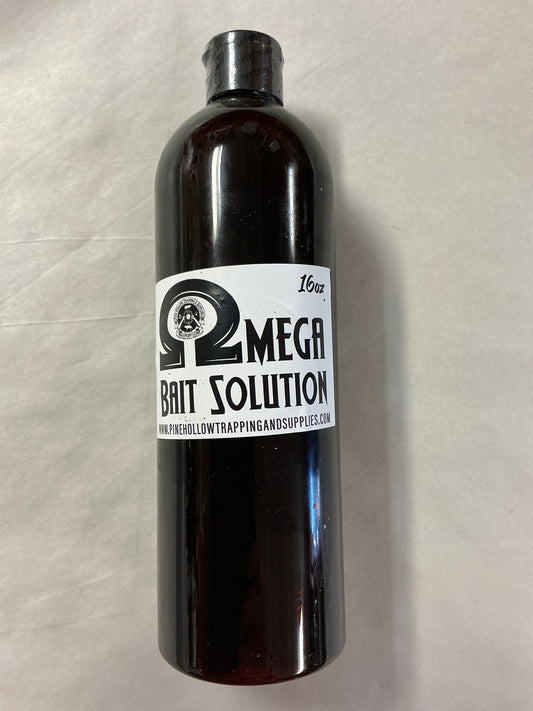 16oz
ΩMEGA
BAIT SOLUTION
WWW.PINEHOLLOWTRAPPINGANDSUPPLIES.COM